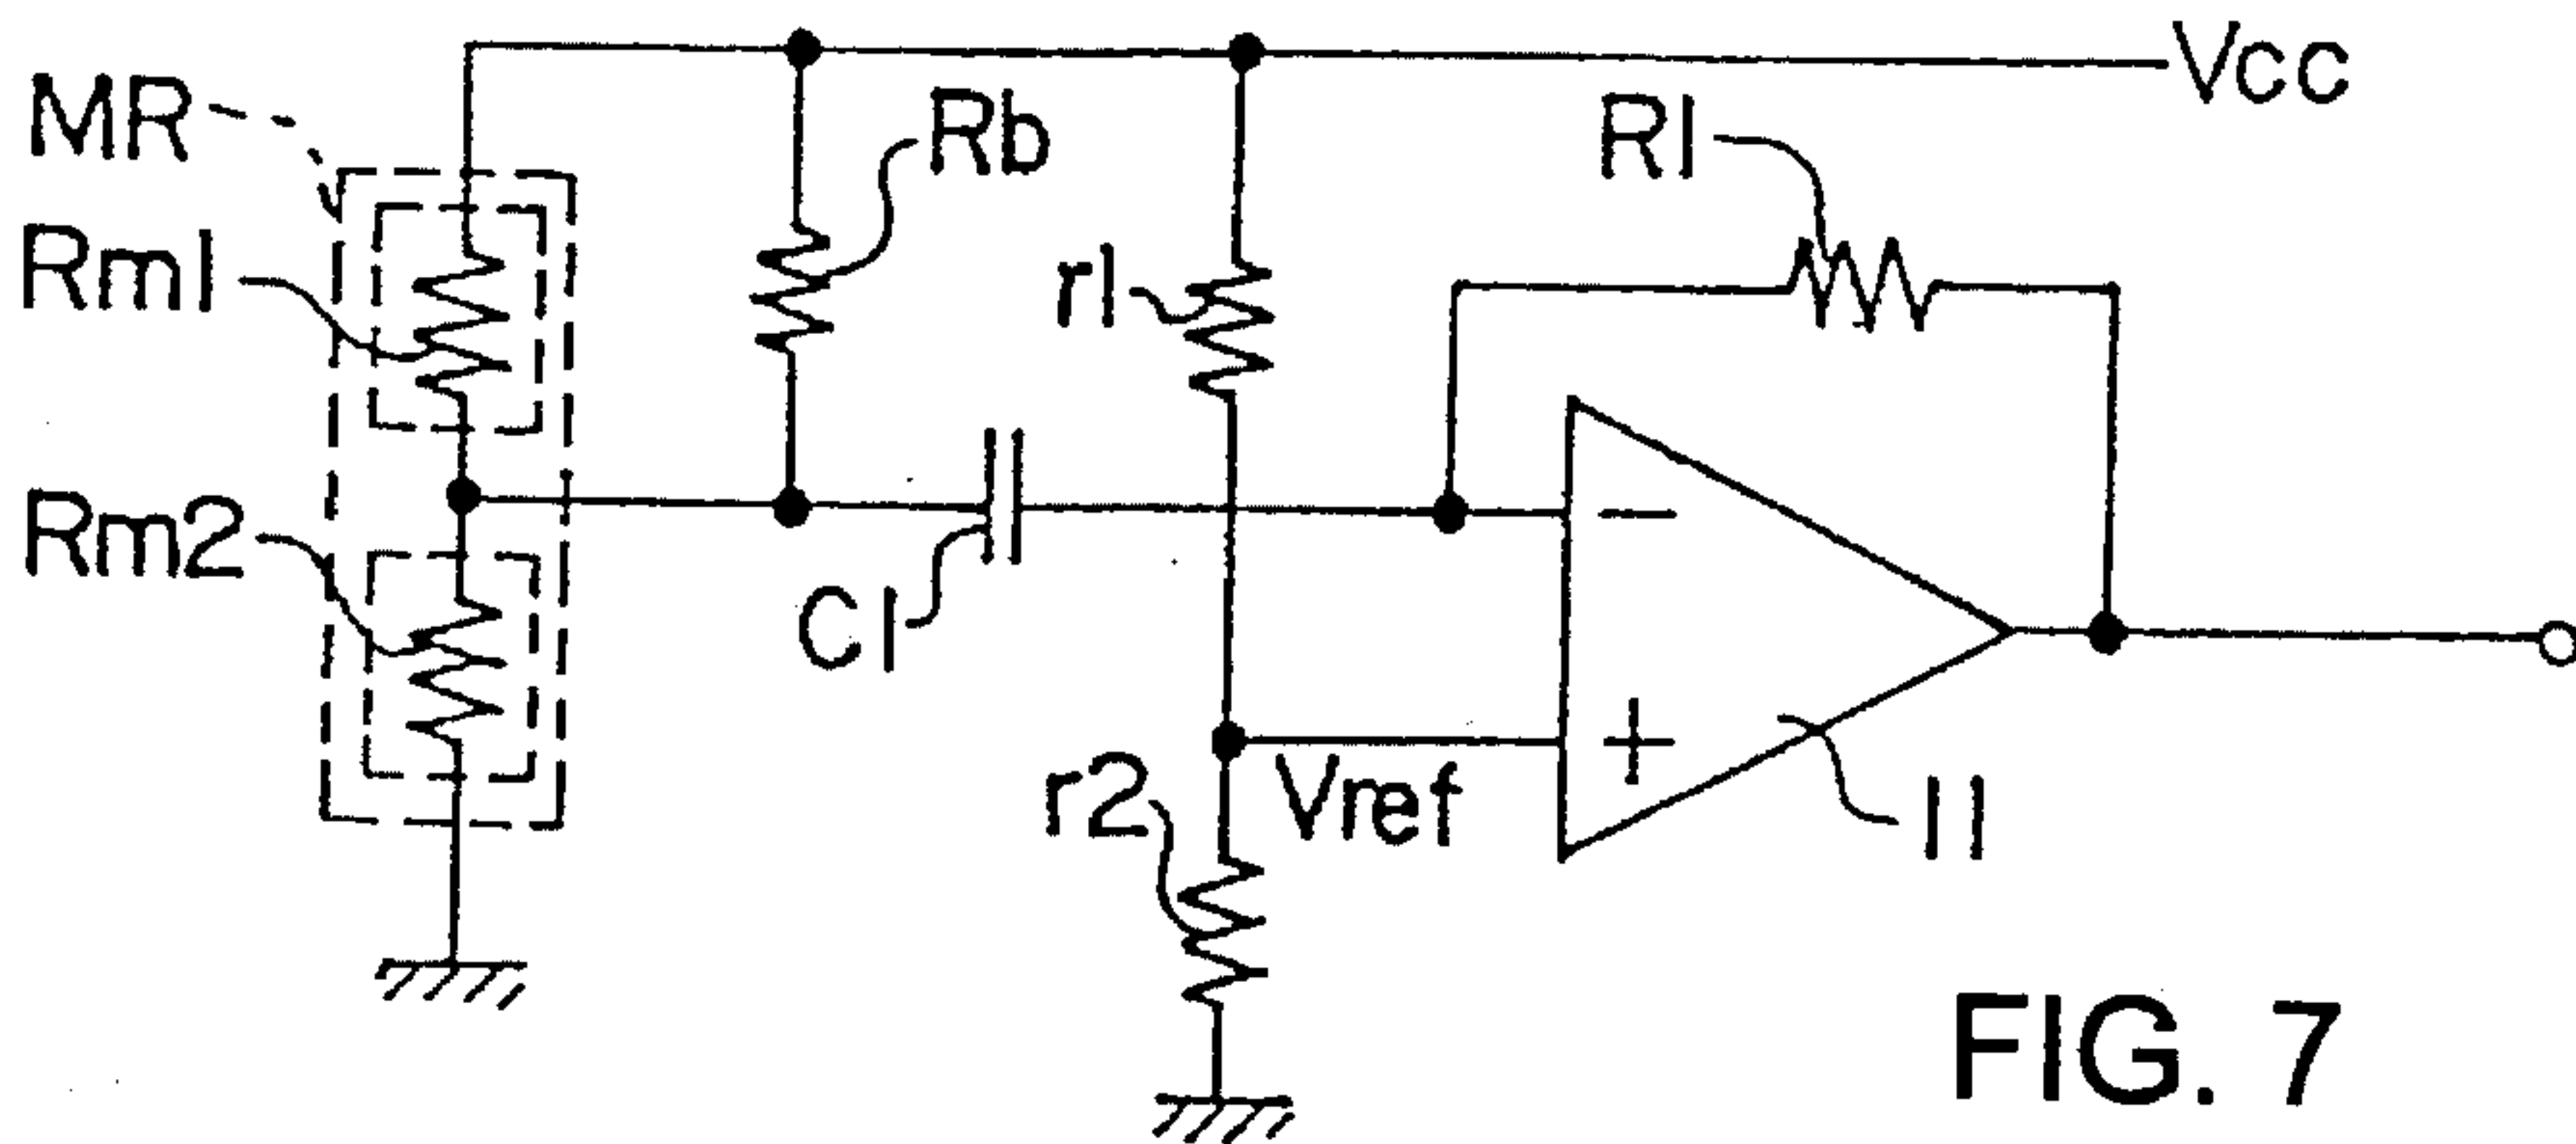 Vcc
MR
Rb
R1
Rm1
r1
Rm2
C1
−
+
Vref
r2
11
FIG. 7